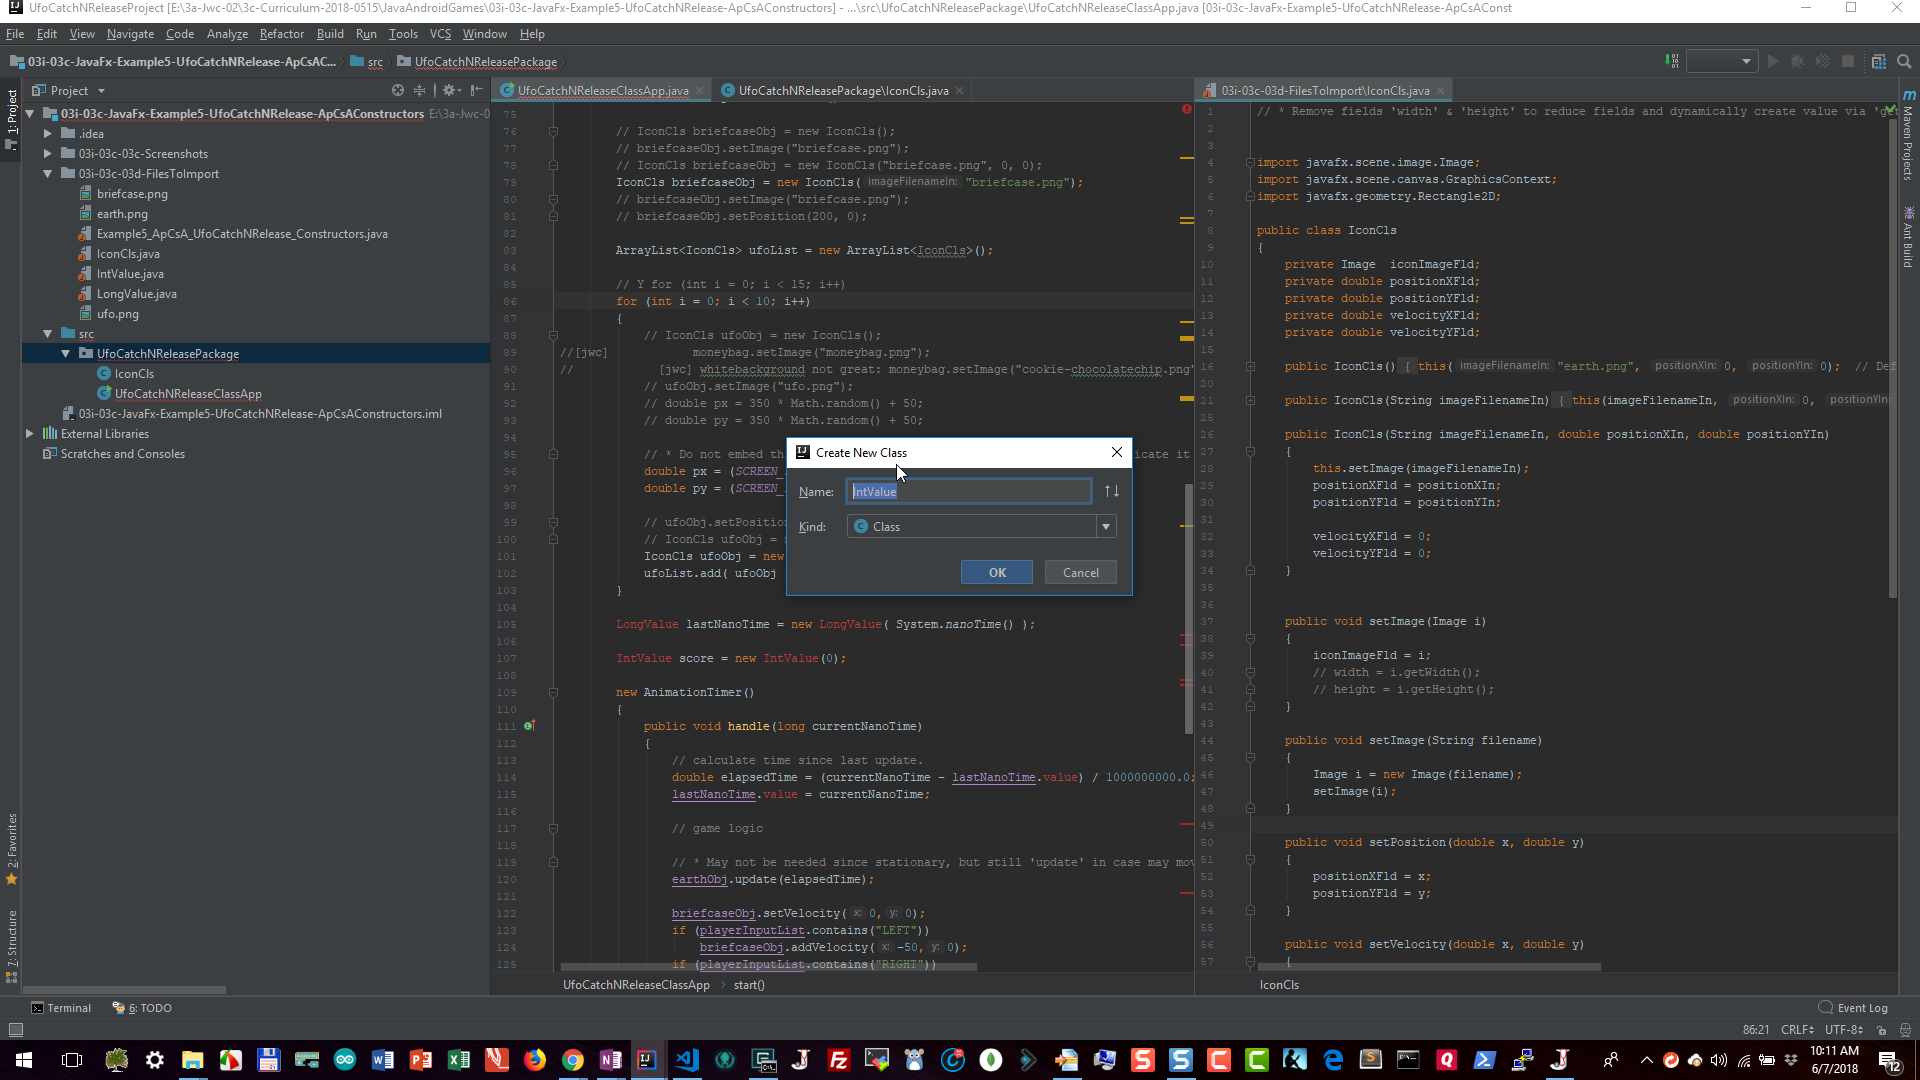 UfoCatchNReleaseProject [E:\3a-Jwc-02\3c-Curriculum-2018-0515\JavaAndroidGames\03i-03c-JavaFx-Example5-UfoCatchNRelease-ApCsAConstructors] - ...\src\UfoCatchNReleasePackage\UfoCatchNReleaseClassApp.java [03i-03c-JavaFx-Example5-UfoCatchNRelease-ApCsAConst
File Edit View Navigate Code Analyze Refactor Build Run Tools VCS Window Help
03i-03c-JavaFx-Example5-UfoCatchNRelease-ApCsAC... src UfoCatchNReleasePackage
Project
UfoCatchNReleaseClassApp.java UfoCatchNReleasePackage\IconCls.java 03i-03c-03d-FilesToImport\IconCls.java
1: Project
2: Favorites
7: Structure
03i-03c-JavaFx-Example5-UfoCatchNRelease-ApCsAConstructors E:\3a-Jwc-0
.idea
03i-03c-03c-Screenshots
03i-03c-03d-FilesToImport
briefcase.png
earth.png
Example5_ApCsA_UfoCatchNRelease_Constructors.java
IconCls.java
IntValue.java
LongValue.java
ufo.png
src
UfoCatchNReleasePackage
IconCls
UfoCatchNReleaseClassApp
03i-03c-JavaFx-Example5-UfoCatchNRelease-ApCsAConstructors.iml
External Libraries
Scratches and Consoles
75
76 // IconCls briefcaseObj = new IconCls();
77 // briefcaseObj.setImage("briefcase.png");
78 // IconCls briefcaseObj = new IconCls("briefcase.png", 0, 0);
79 IconCls briefcaseObj = new IconCls( imageFilenameIn: "briefcase.png");
80 // briefcaseObj.setImage("briefcase.png");
81 // briefcaseObj.setPosition(200, 0);
82
83 ArrayList<IconCls> ufoList = new ArrayList<IconCls>();
84
85 // Y for (int i = 0; i < 15; i++)
86 for (int i = 0; i < 10; i++)
87 {
88 // IconCls ufoObj = new IconCls();
89 //[jwc] moneybag.setImage("moneybag.png");
90 // [jwc] whitebackground not great: moneybag.setImage("cookie-chocolatechip.png"
91 // ufoObj.setImage("ufo.png");
92 // double px = 350 * Math.random() + 50;
93 // double py = 350 * Math.random() + 50;
94
95 // * Do not embed th icate it
96 double px = (SCREEN_
97 double py = (SCREEN_
98
99 // ufoObj.setPosition
100 // IconCls ufoObj =
101 IconCls ufoObj = new
102 ufoList.add( ufoObj
103 }
104
105 LongValue lastNanoTime = new LongValue( System.nanoTime() );
106
107 IntValue score = new IntValue(0);
108
109 new AnimationTimer()
110 {
111 public void handle(long currentNanoTime)
112 {
113 // calculate time since last update.
114 double elapsedTime = (currentNanoTime - lastNanoTime.value) / 1000000000.0;
115 lastNanoTime.value = currentNanoTime;
116
117 // game logic
118
119 // * May not be needed since stationary, but still 'update' in case may mov
120 earthObj.update(elapsedTime);
121
122 briefcaseObj.setVelocity( x: 0, y: 0);
123 if (playerInputList.contains("LEFT"))
124 briefcaseObj.addVelocity( x: -50, y: 0);
125 if (playerInputList.contains("RIGHT"))
UfoCatchNReleaseClassApp start()
Create New Class
Name: IntValue
Kind: Class
OK Cancel
1 // * Remove fields 'width' & 'height' to reduce fields and dynamically create value via 'ge
2
3
4 import javafx.scene.image.Image;
5 import javafx.scene.canvas.GraphicsContext;
6 import javafx.geometry.Rectangle2D;
7
8 public class IconCls
9 {
10 private Image iconImageFld;
11 private double positionXFld;
12 private double positionYFld;
13 private double velocityXFld;
14 private double velocityYFld;
15
16 public IconCls() { this( imageFilenameIn: "earth.png", positionXIn: 0, positionYIn: 0); // Def
20
21 public IconCls(String imageFilenameIn) { this(imageFilenameIn, positionXIn: 0, positionYIn:
25
26 public IconCls(String imageFilenameIn, double positionXIn, double positionYIn)
27 {
28 this.setImage(imageFilenameIn);
29 positionXFld = positionXIn;
30 positionYFld = positionYIn;
31
32 velocityXFld = 0;
33 velocityYFld = 0;
34 }
35
36
37 public void setImage(Image i)
38 {
39 iconImageFld = i;
40 // width = i.getWidth();
41 // height = i.getHeight();
42 }
43
44 public void setImage(String filename)
45 {
46 Image i = new Image(filename);
47 setImage(i);
48 }
49
50 public void setPosition(double x, double y)
51 {
52 positionXFld = x;
53 positionYFld = y;
54 }
55
56 public void setVelocity(double x, double y)
57 {
IconCls
Maven Projects
Ant Build
Terminal 6: TODO Event Log
86:21 CRLF UTF-8
10:11 AM
6/7/2018
12